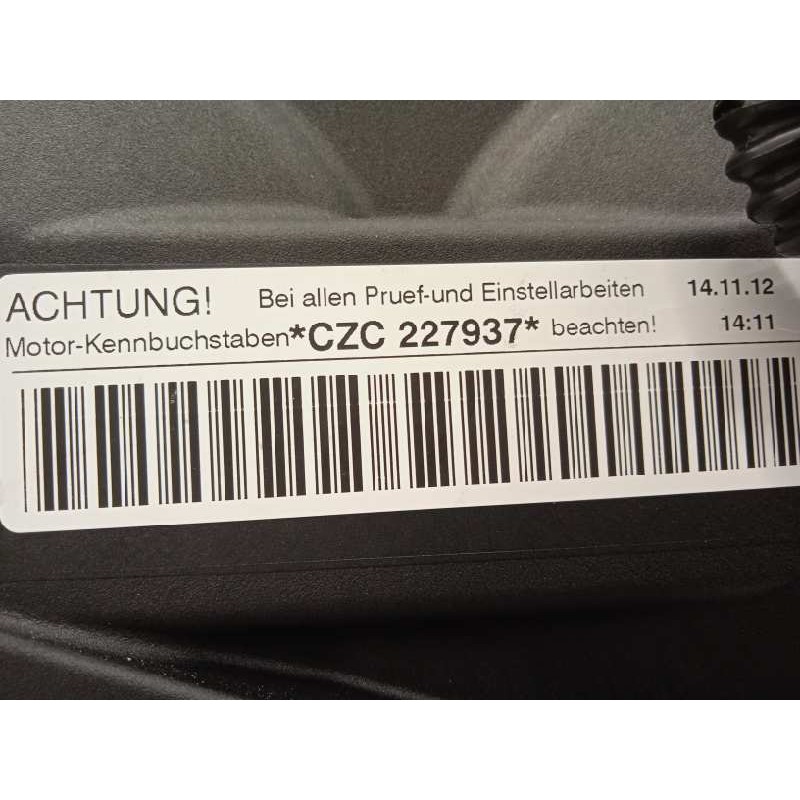 ACHTUNG! Bei allen Pruef-und Einstellarbeiten 14.11.12
Motor-Kennbuchstaben*CZC 227937* beachten! 14:11